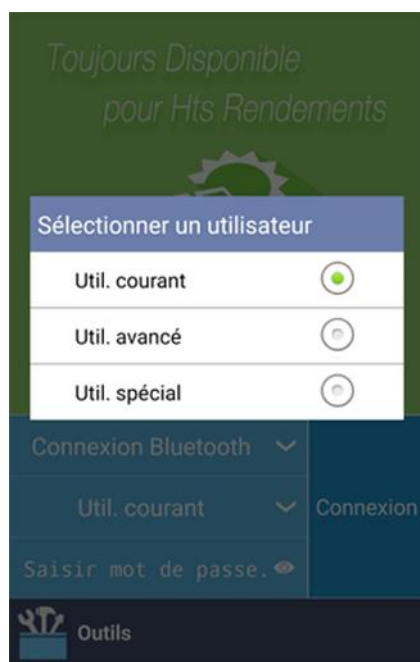 Toujours Disponible
pour Hts Rendements
Sélectionner un utilisateur
Util. courant
Util. avancé
Util. spécial
Connexion Bluetooth
Util. courant
Connexion
Saisir mot de passe.
Outils